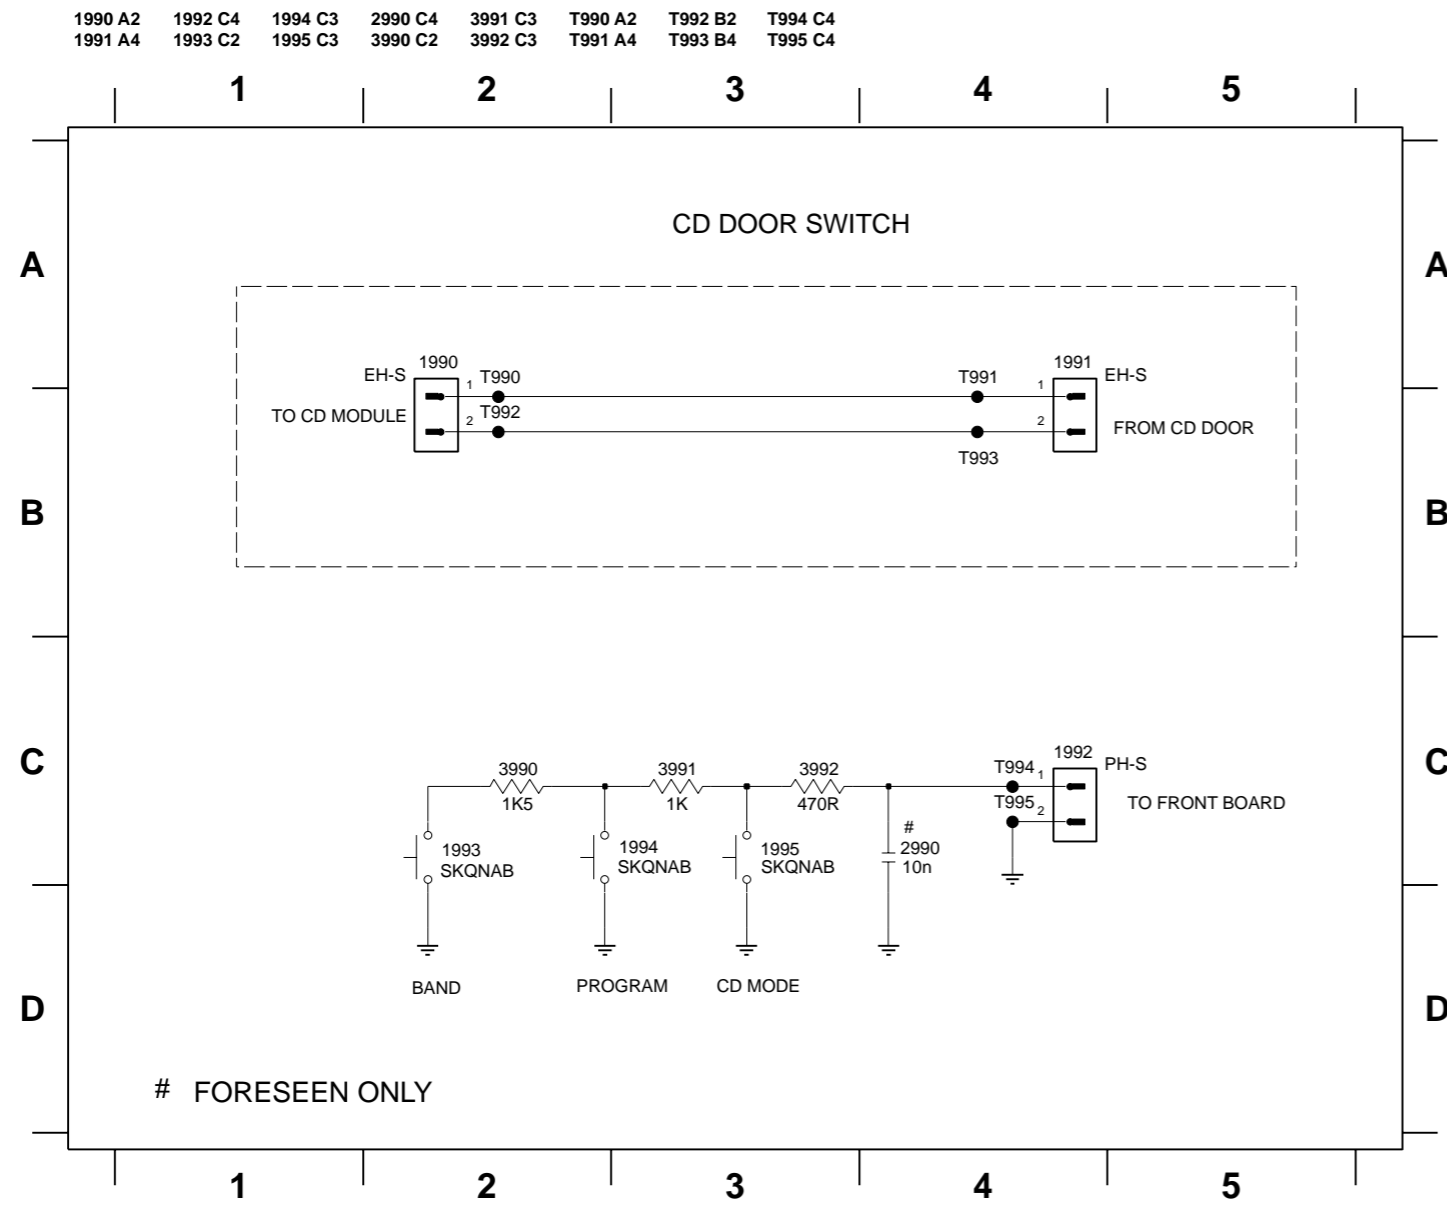 1990 A2 1992 C4 1994 C3 2990 C4 3991 C3 T990 A2 T992 B2 T994 C4
1991 A4 1993 C2 1995 C3 3990 C2 3992 C3 T991 A4 T993 B4 T995 C4
1 2 3 4 5
CD DOOR SWITCH
A A
1990 1991
EH-S 1 T990 T991 1 EH-S
TO CD MODULE 2 T992 2 FROM CD DOOR
T993
B B
C C
3990 3991 3992 T994 1 1992 PH-S
1K5 1K 470R T995 2 TO FRONT BOARD
#
1993 1994 1995 2990
SKQNAB SKQNAB SKQNAB 10n
BAND PROGRAM CD MODE
D D
# FORESEEN ONLY
1 2 3 4 5